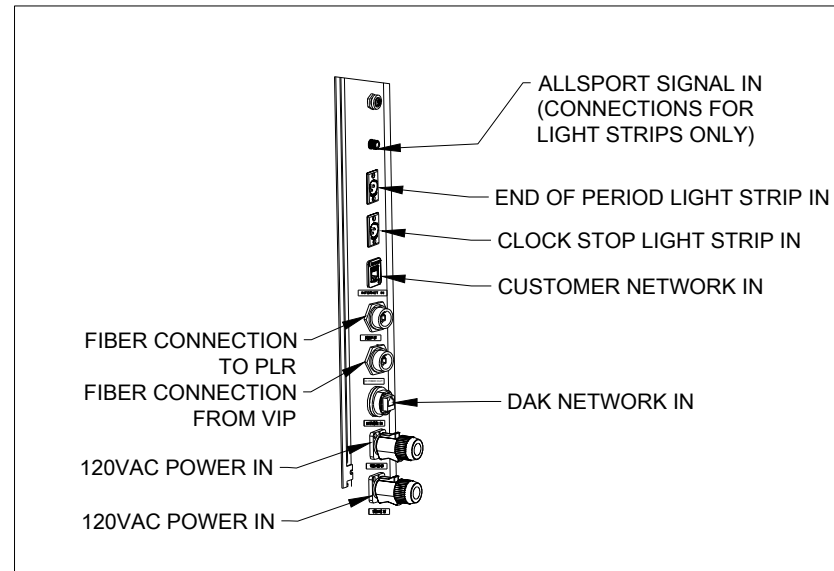 ALLSPORT SIGNAL IN
(CONNECTIONS FOR
LIGHT STRIPS ONLY)
END OF PERIOD LIGHT STRIP IN
CLOCK STOP LIGHT STRIP IN
CUSTOMER NETWORK IN
FIBER CONNECTION
TO PLR
FIBER CONNECTION
FROM VIP
DAK NETWORK IN
120VAC POWER IN
120VAC POWER IN